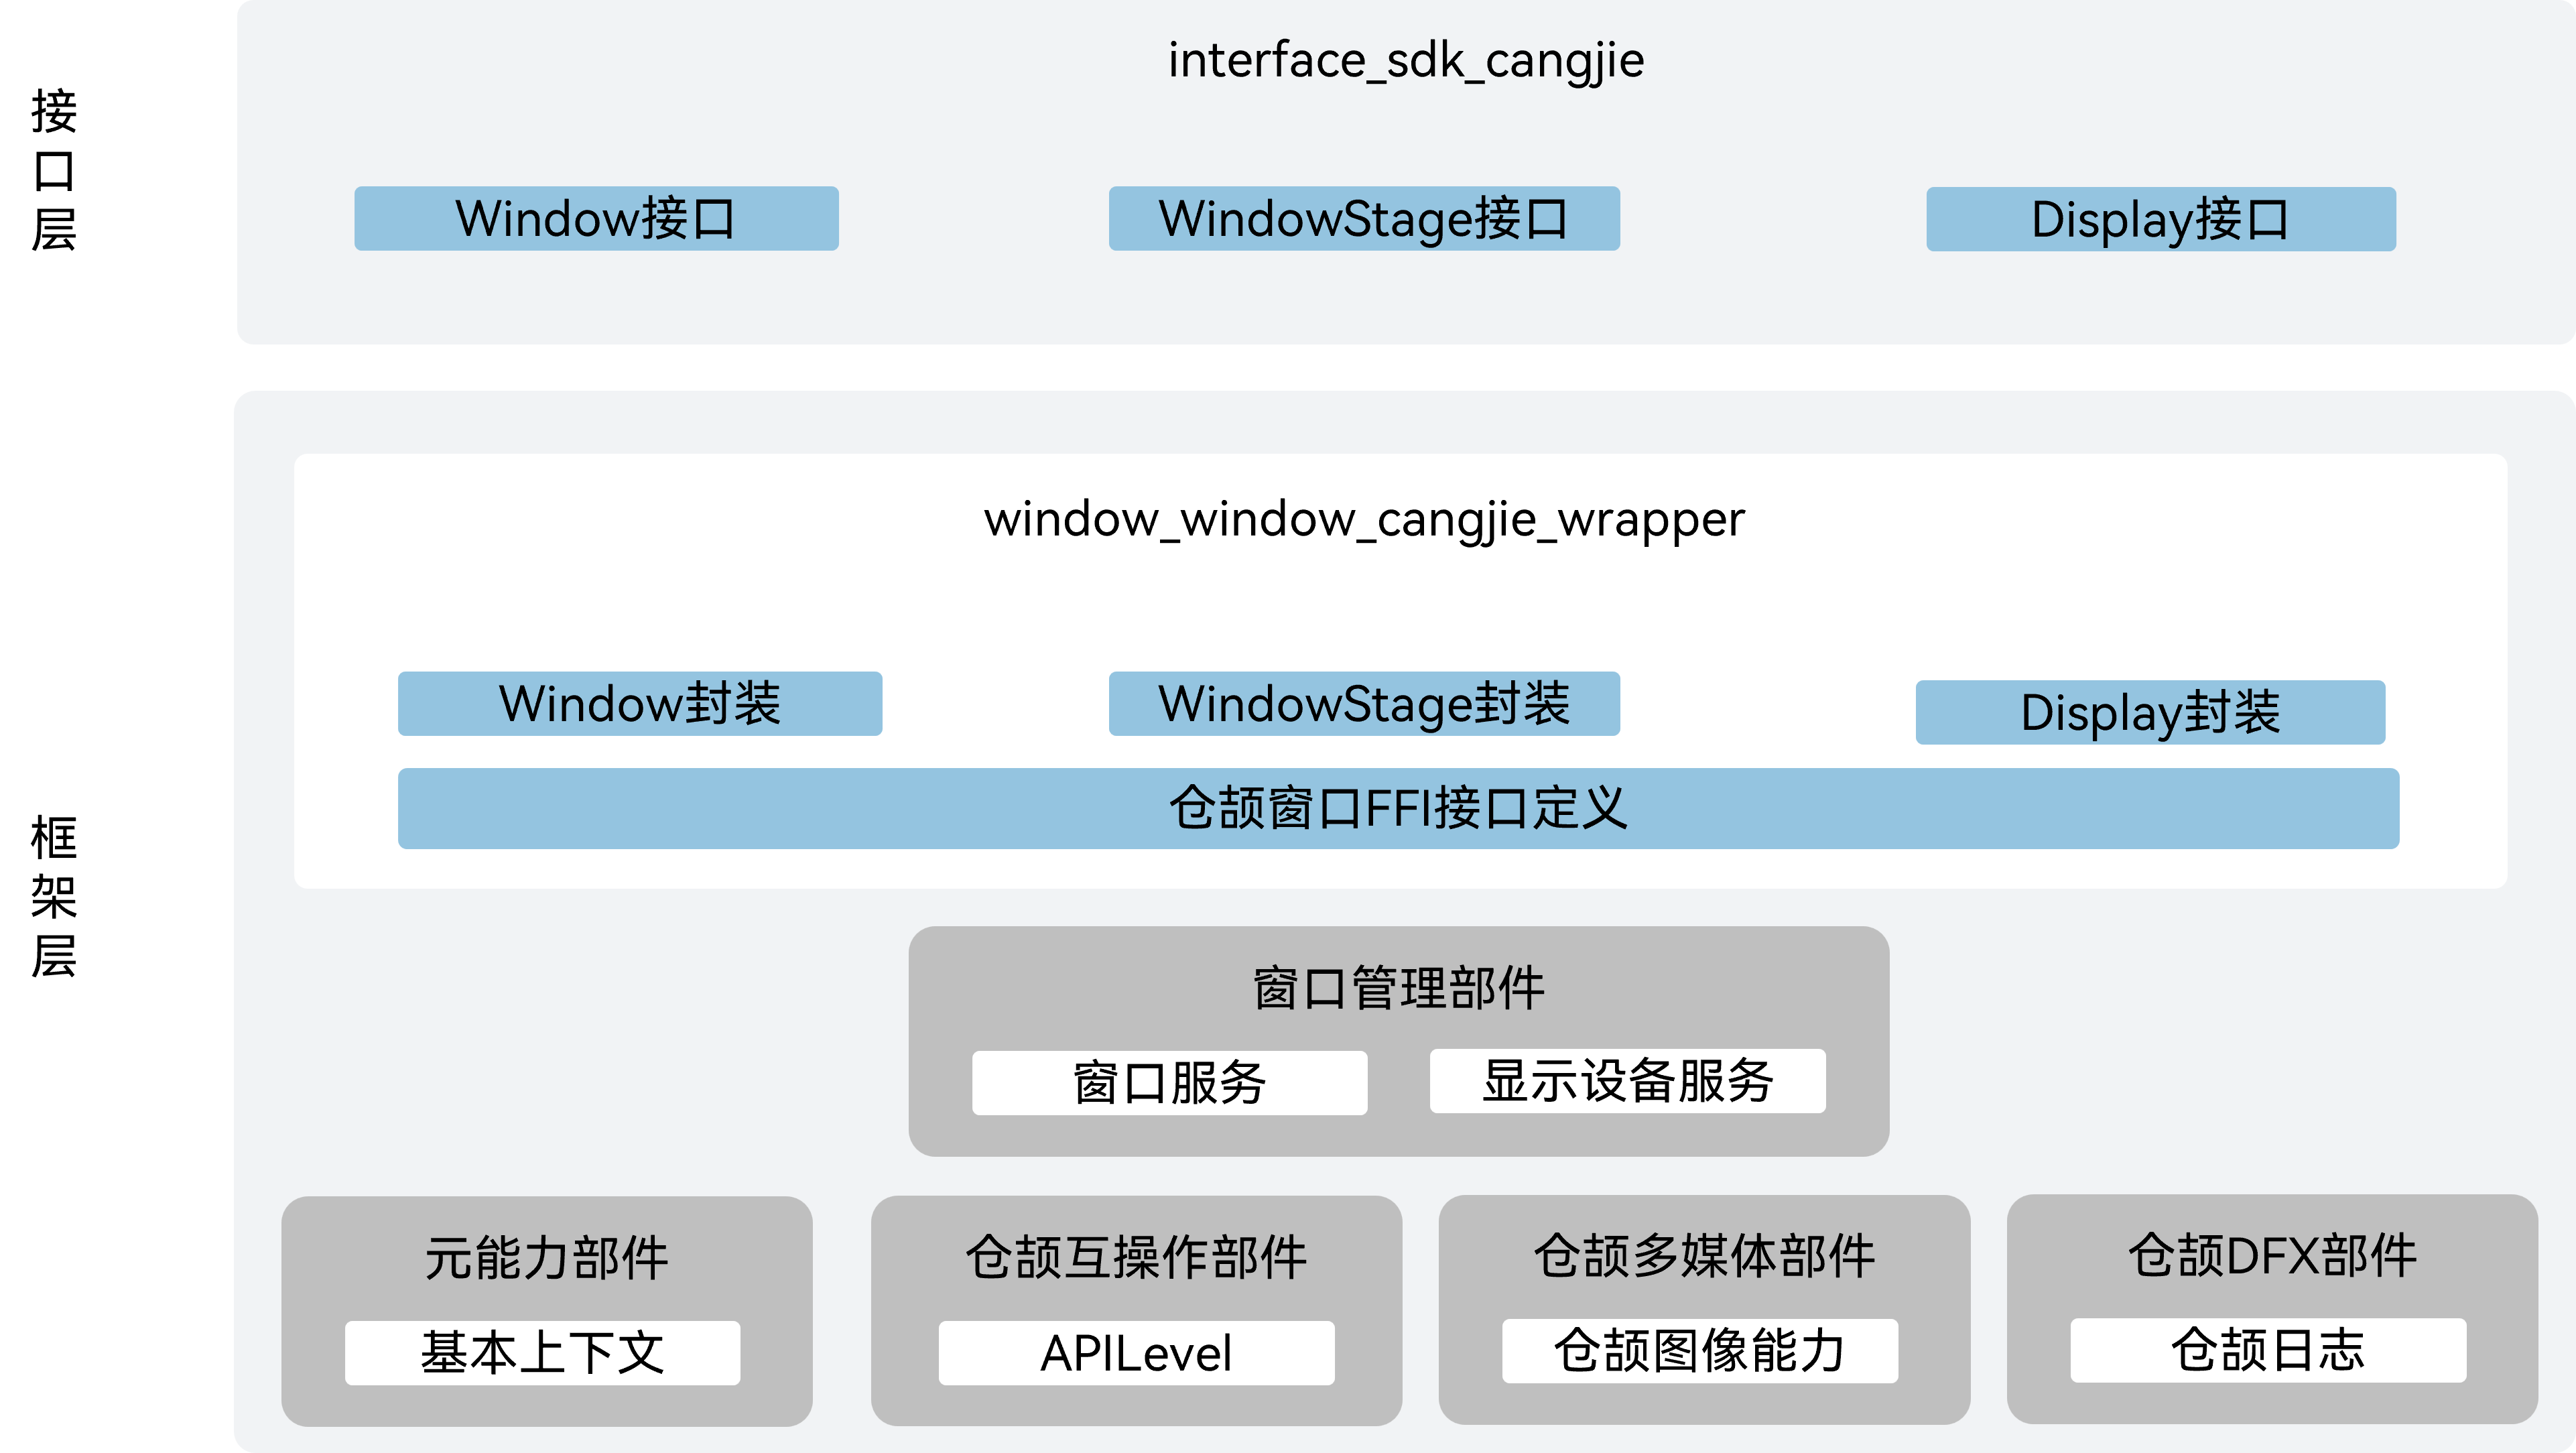 接口层
interface_sdk_cangjie
Window接口
WindowStage接口
Display接口
框架层
window_window_cangjie_wrapper
Window封装
WindowStage封装
Display封装
仓颉窗口FFI接口定义
窗口管理部件
窗口服务
显示设备服务
元能力部件
基本上下文
仓颉互操作部件
APILevel
仓颉多媒体部件
仓颉图像能力
仓颉DFX部件
仓颉日志